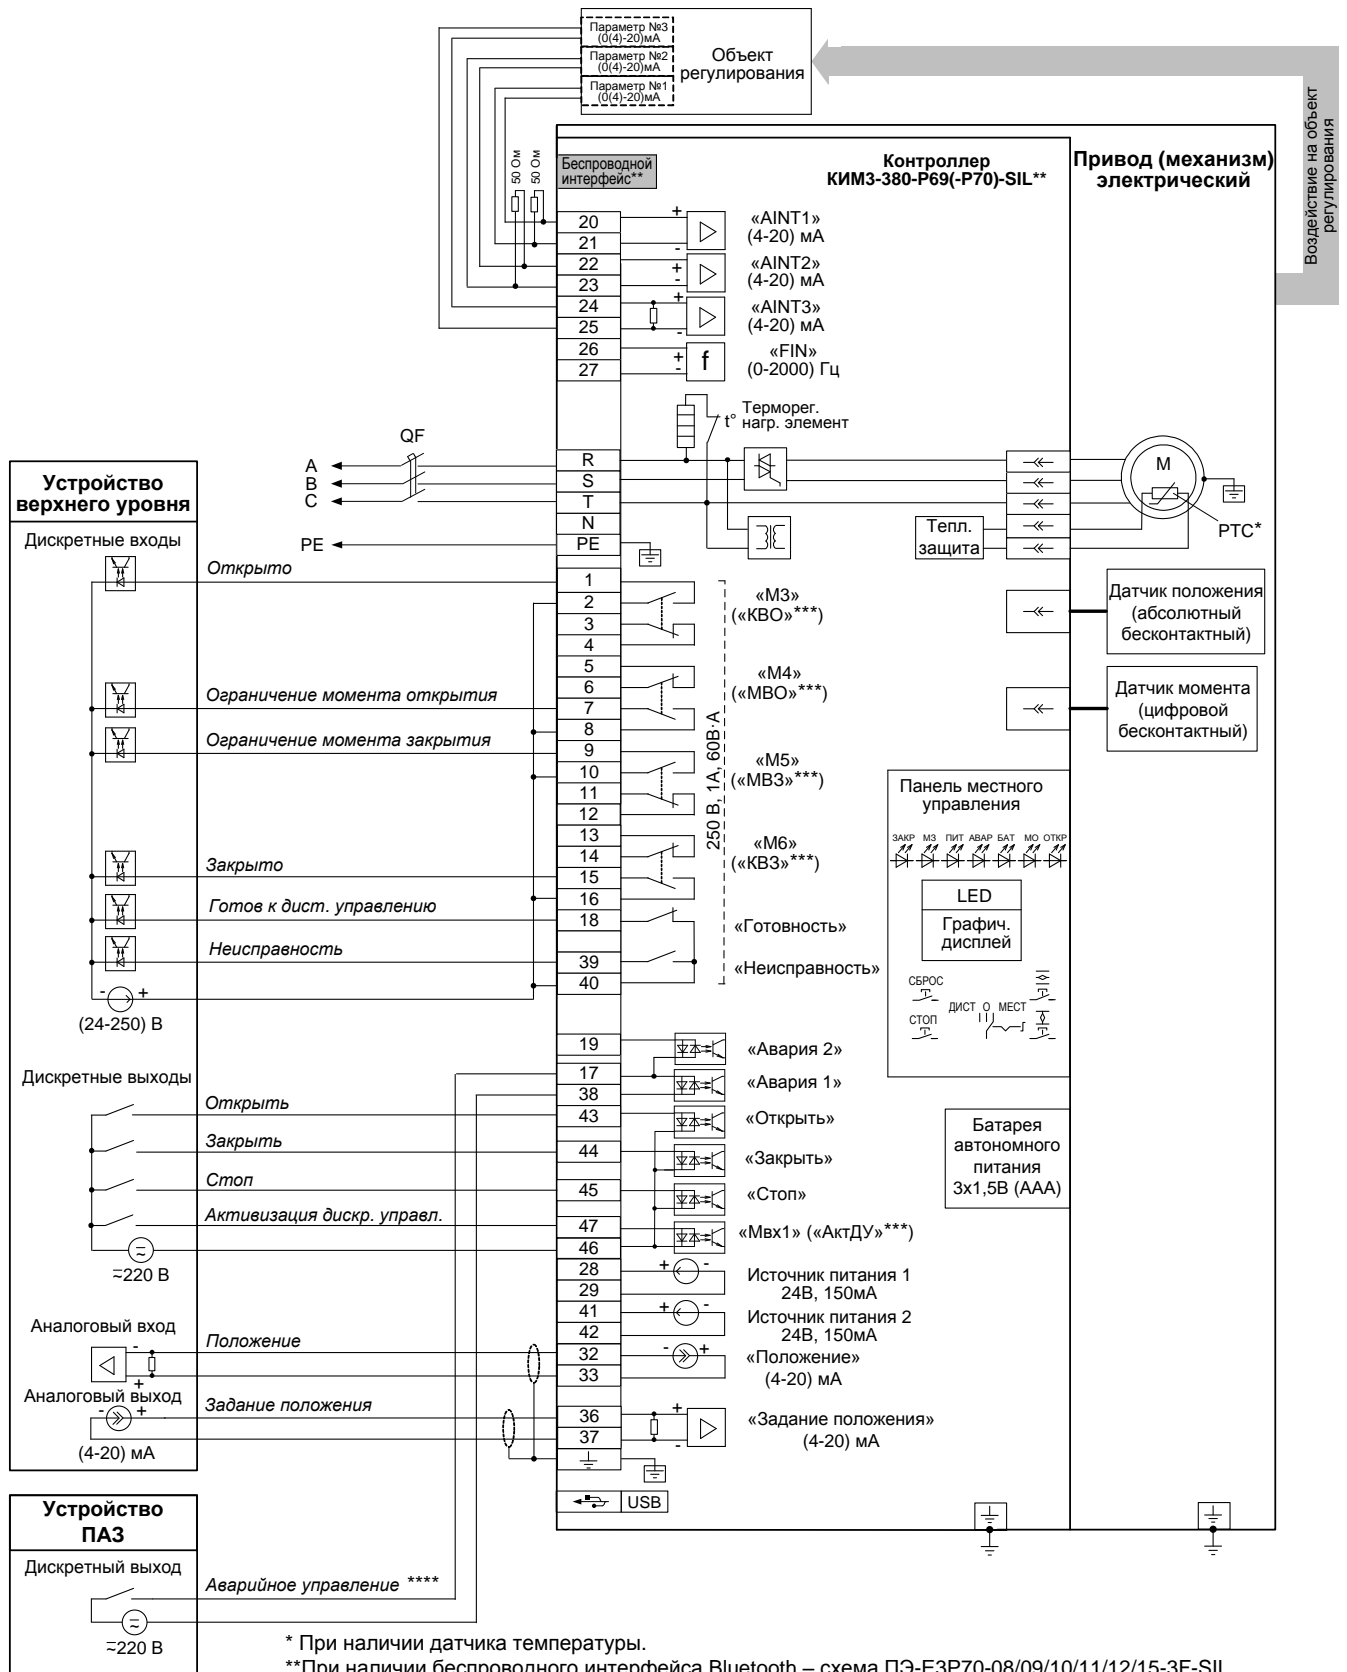 Параметр №3
(0(4)-20)мА
Параметр №2
(0(4)-20)мА
Параметр №1
(0(4)-20)мА
Объект
регулирования
Воздействие на объект
регулирования
50 Ом
50 Ом
Беспроводной
интерфейс**
Контроллер
КИМ3-380-Р69(-Р70)-SIL**
Привод (механизм)
электрический
20
21
22
23
24
25
26
27
+
-
+
-
+
-
+
-
f
«AINT1»
(4-20) мА
«AINT2»
(4-20) мА
«AINT3»
(4-20) мА
«FIN»
(0-2000) Гц
t°
Терморег.
нагр. элемент
QF
A
B
C
PE
R
S
T
N
PE
Тепл.
защита
M
PTC*
Устройство
верхнего уровня
Дискретные входы
Открыто
Ограничение момента открытия
Ограничение момента закрытия
Закрыто
Готов к дист. управлению
Неисправность
- +
(24-250) В
1
2
3
4
5
6
7
8
9
10
11
12
13
14
15
16
18
39
40
«М3»
(«КВО»***)
«М4»
(«МВО»***)
«М5»
(«МВЗ»***)
«М6»
(«КВЗ»***)
«Готовность»
«Неисправность»
250 В, 1А, 60В·А
Датчик положения
(абсолютный
бесконтактный)
Датчик момента
(цифровой
бесконтактный)
Панель местного
управления
ЗАКР МЗ ПИТ АВАР БАТ МО ОТКР
LED
Графич.
дисплей
СБРОС
СТОП
ДИСТ О МЕСТ
Батарея
автономного
питания
3х1,5В (ААА)
Дискретные выходы
Открыть
Закрыть
Стоп
Активизация дискр. управл.
≂
≂220 В
19
17
38
43
44
45
47
46
28
29
41
42
32
33
36
37
«Авария 2»
«Авария 1»
«Открыть»
«Закрыть»
«Стоп»
«Мвх1» («АктДУ»***)
+ -
Источник питания 1
24В, 150мА
+ -
Источник питания 2
24В, 150мА
- +
«Положение»
(4-20) мА
+
-
«Задание положения»
(4-20) мА
USB
Аналоговый вход
Положение
-
+
Аналоговый выход
Задание положения
- +
(4-20) мА
Устройство
ПАЗ
Дискретный выход
Аварийное управление ****
≂
≂220 В
* При наличии датчика температуры.
**При наличии беспроводного интерфейса Bluetooth – схема ПЭ-Е3Р70-08/09/10/11/12/15-3F-SIL